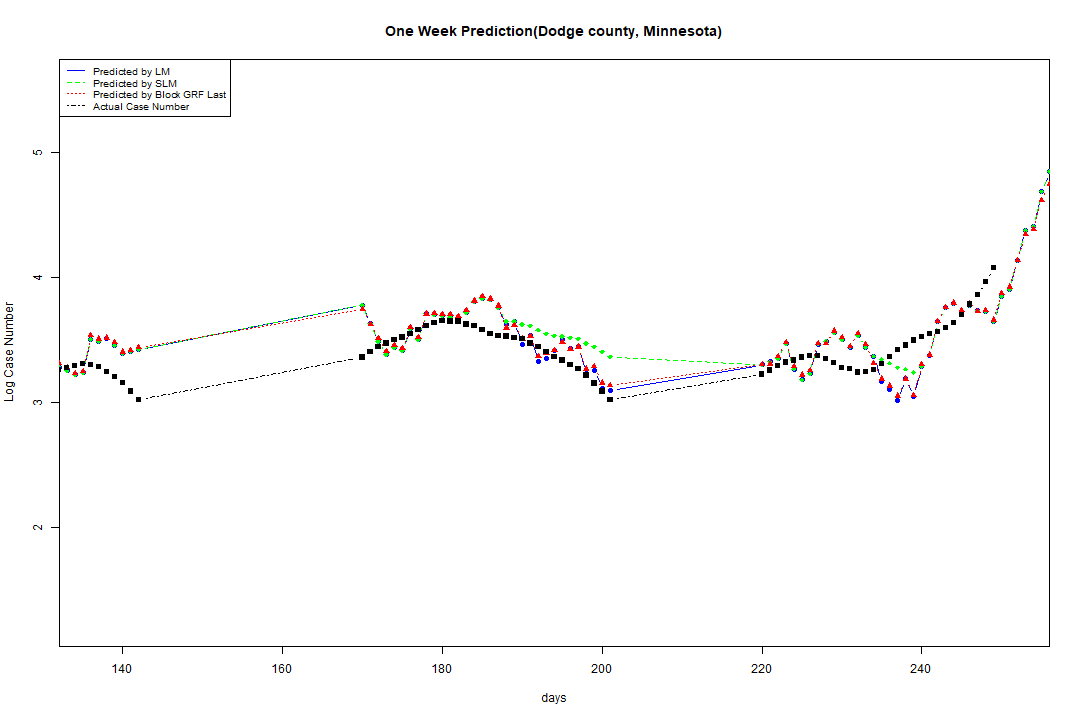 One Week Prediction(Dodge county, Minnesota)
Predicted by LM
Predicted by SLM
Predicted by Block GRF Last
Actual Case Number
5
4
3
2
Log Case Number
140 160 180 200 220 240
days